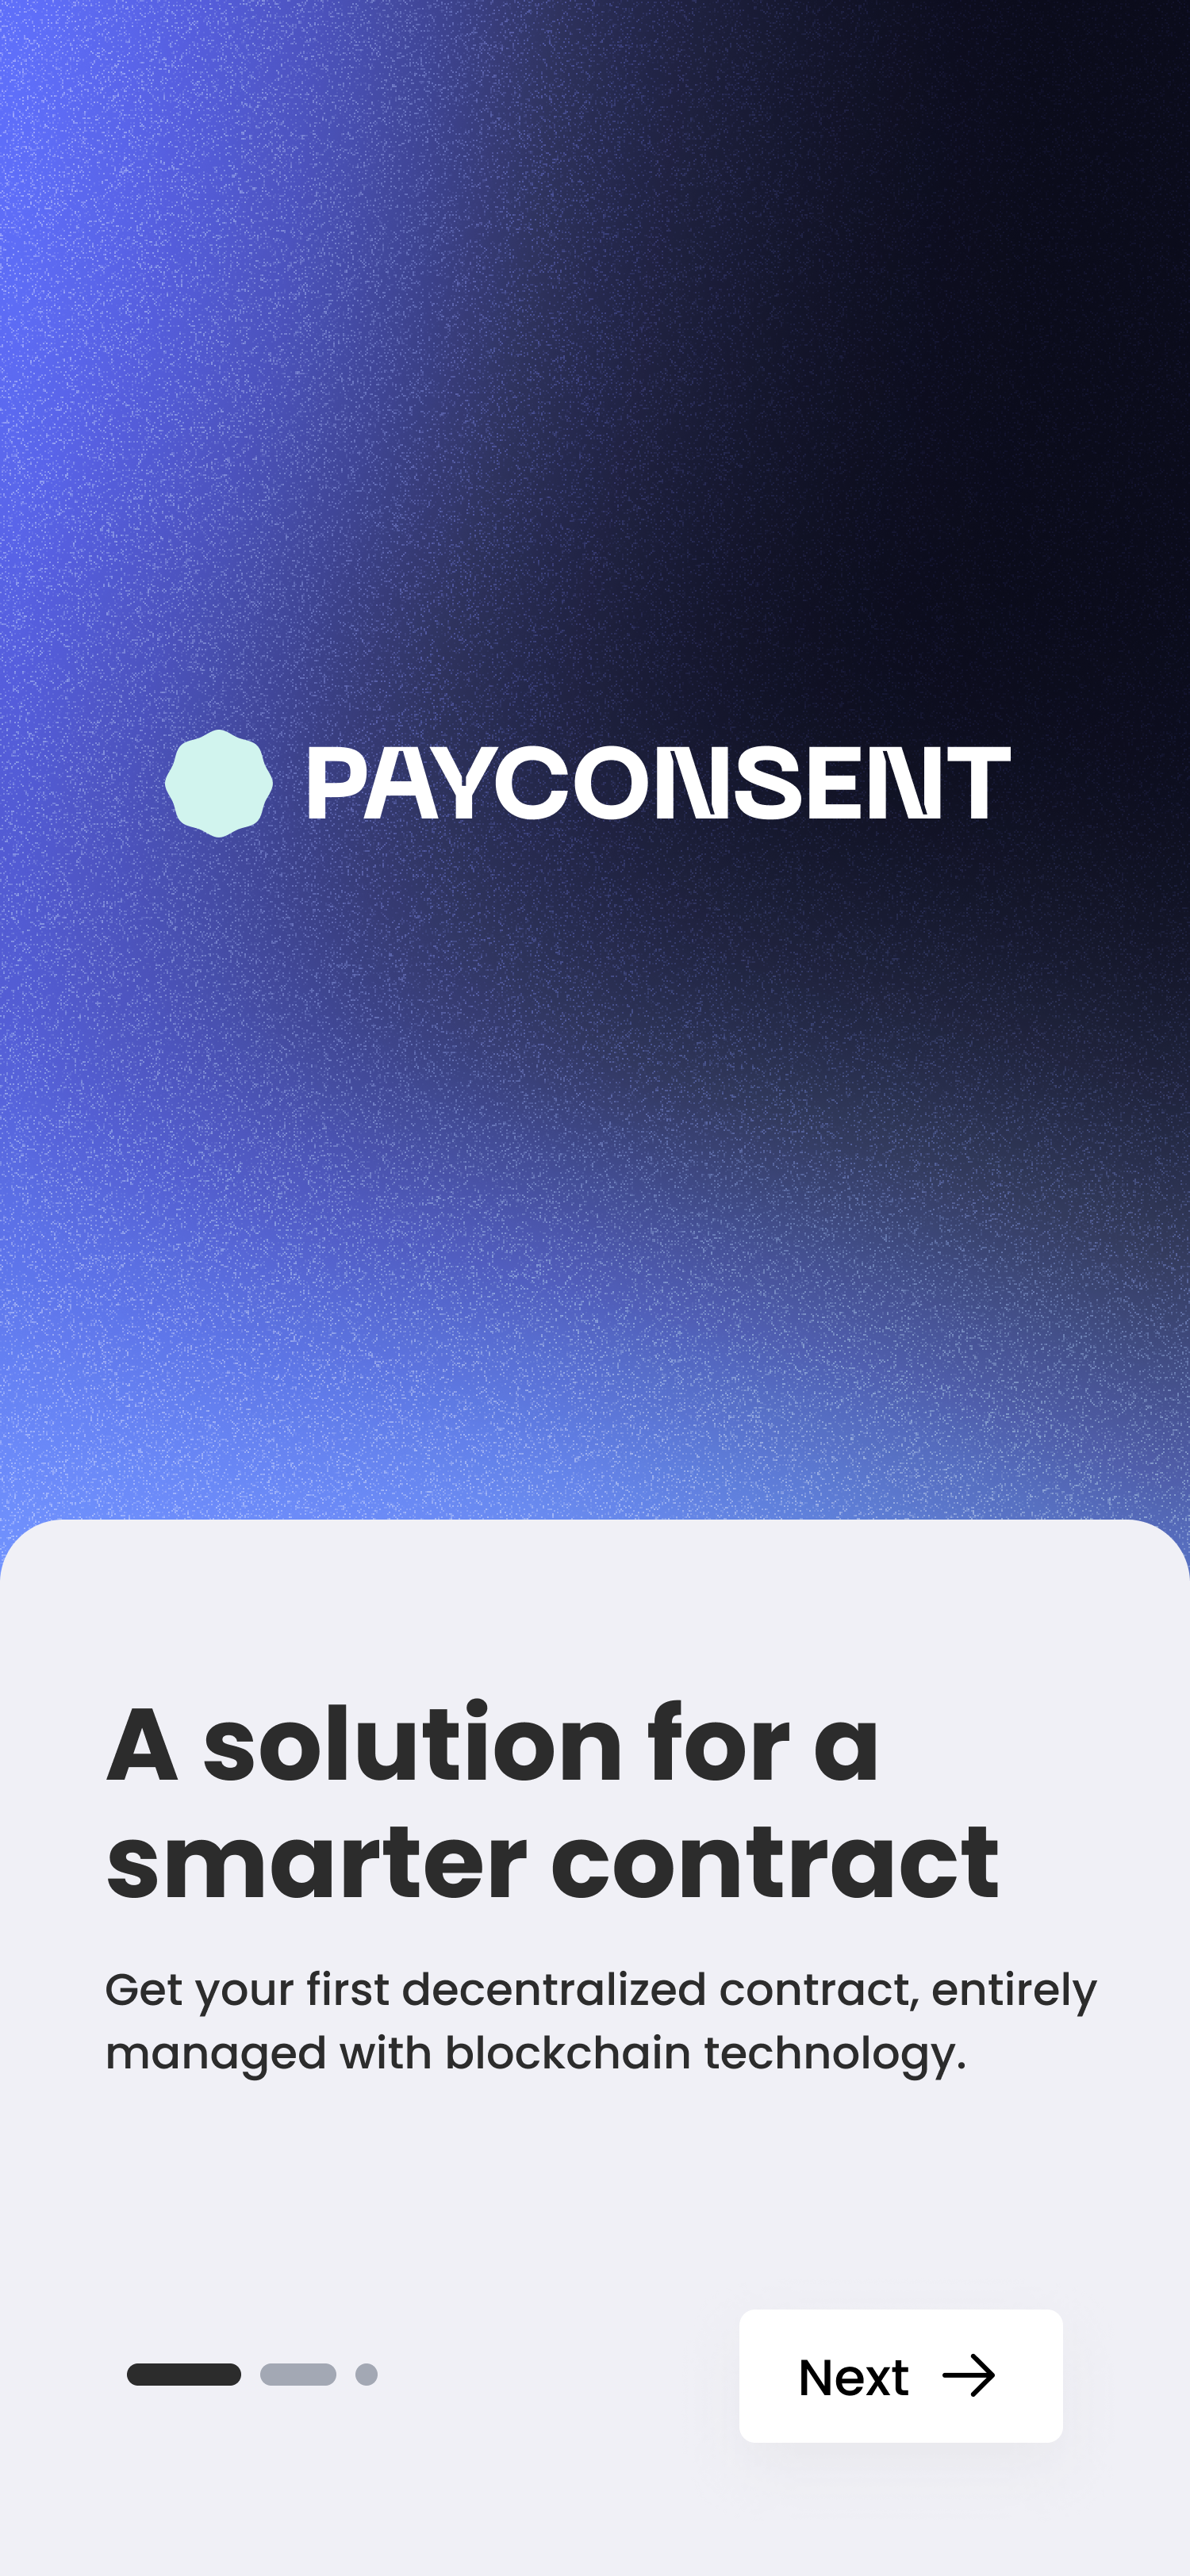 PAYCONSENT
A solution for a
smarter contract
Get your first decentralized contract, entirely
managed with blockchain technology.
Next